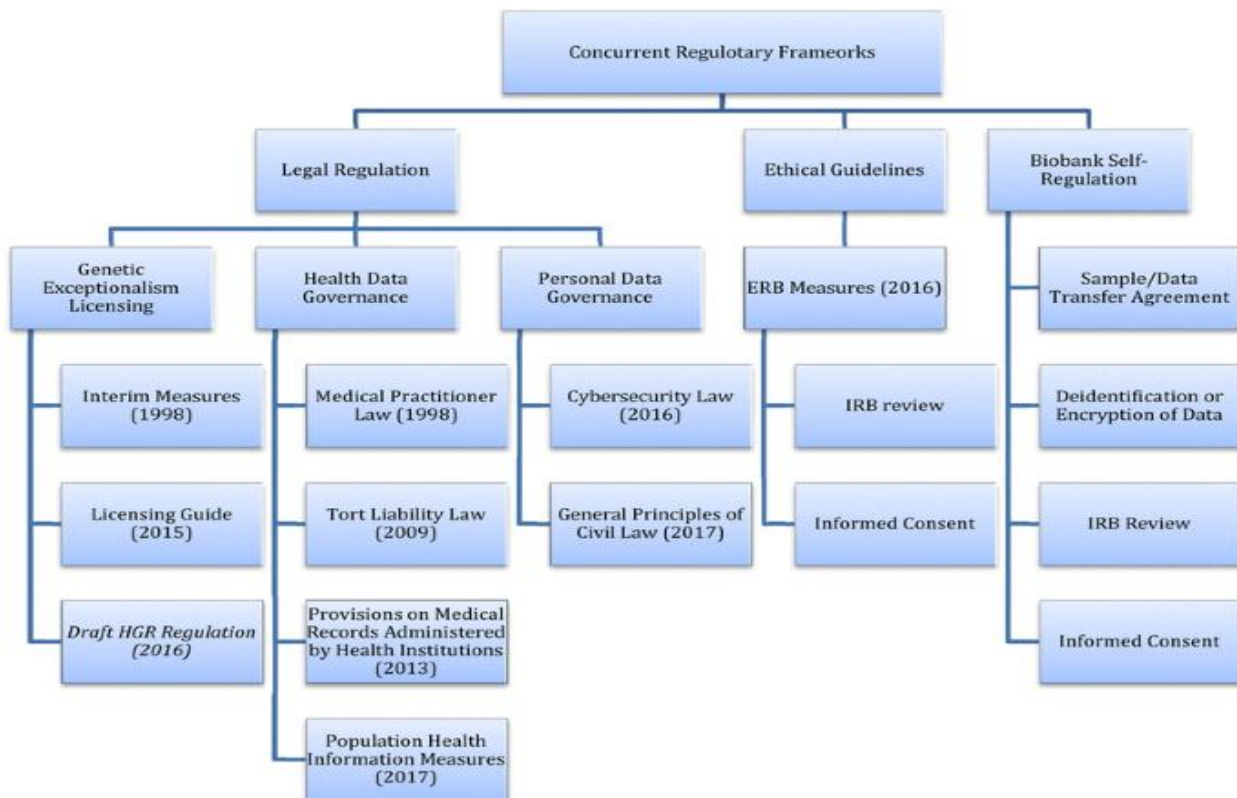 Concurrent Regulotary Frameorks
Legal Regulation
Ethical Guidelines
Biobank Self-
Regulation
Genetic
Exceptionalism
Licensing
Health Data
Governance
Personal Data
Governance
ERB Measures (2016)
Sample/Data
Transfer Agreement
Interim Measures
(1998)
Medical Practitioner
Law (1998)
Cybersecurity Law
(2016)
IRB review
Deidentification or
Encryption of Data
Licensing Guide
(2015)
Tort Liability Law
(2009)
General Principles of
Civil Law (2017)
Informed Consent
IRB Review
Draft HGR Regulation
(2016)
Provisions on Medical
Records Administered
by Health Institutions
(2013)
Informed Consent
Population Health
Information Measures
(2017)